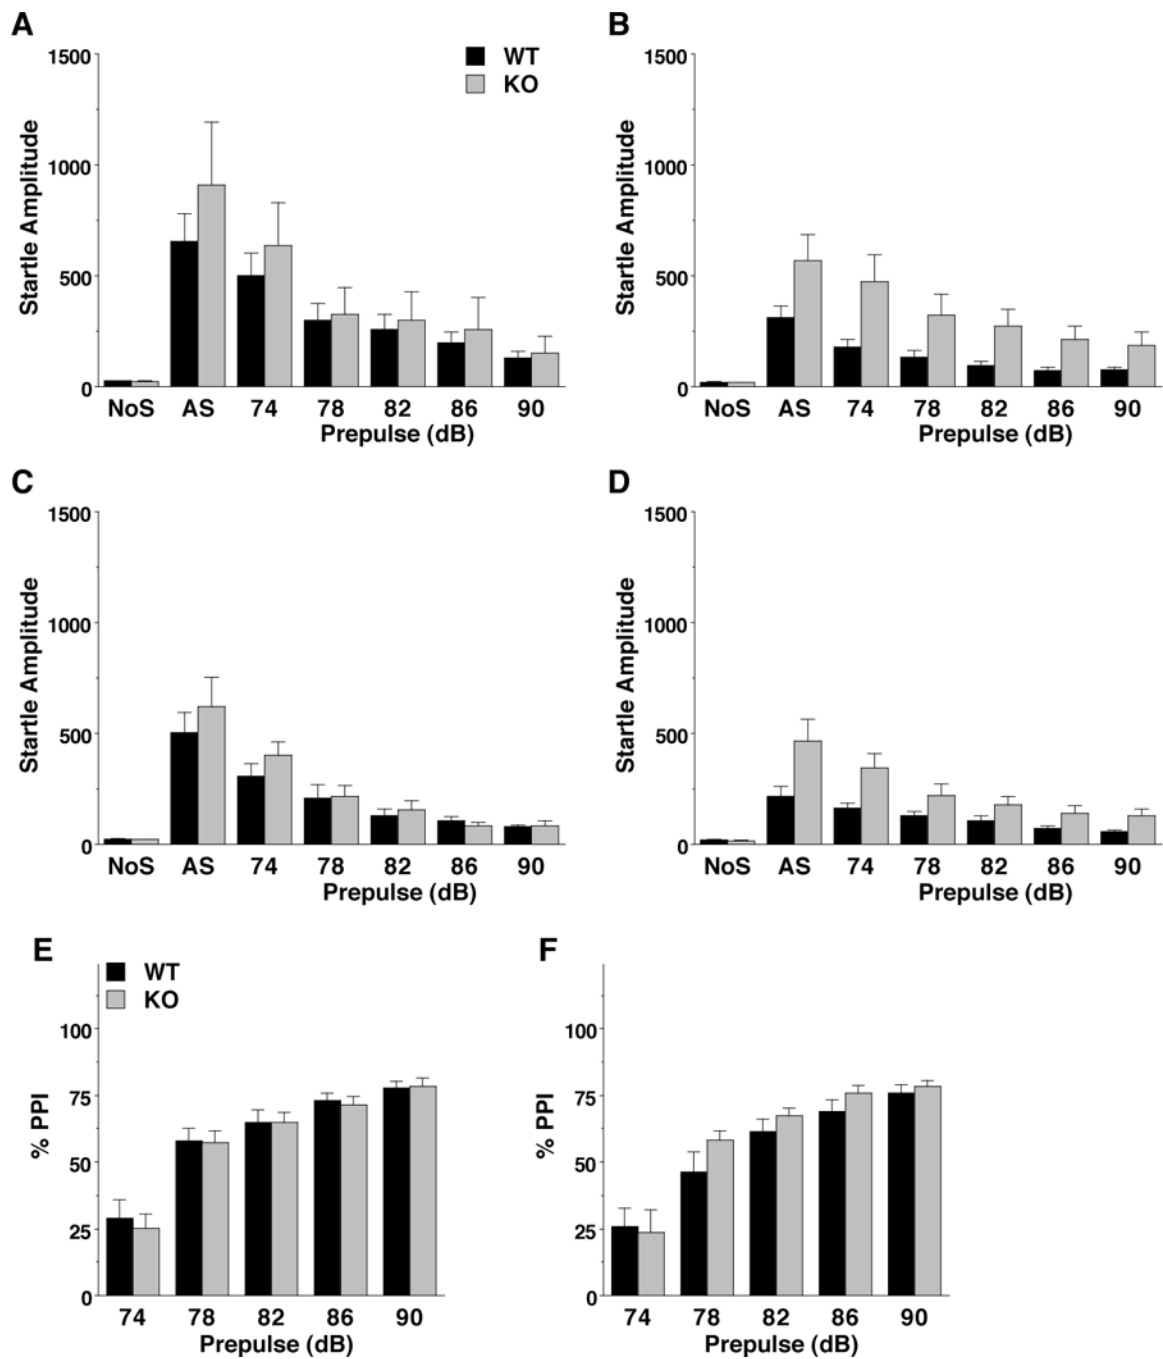 A
B
WT
KO
1500
1000
500
0
Startle Amplitude
NoS AS 74 78 82 86 90
Prepulse (dB)
1500
1000
500
0
Startle Amplitude
NoS AS 74 78 82 86 90
Prepulse (dB)
C
D
1500
1000
500
0
Startle Amplitude
NoS AS 74 78 82 86 90
Prepulse (dB)
1500
1000
500
0
Startle Amplitude
NoS AS 74 78 82 86 90
Prepulse (dB)
E
F
WT
KO
100
75
50
25
0
% PPI
74 78 82 86 90
Prepulse (dB)
100
75
50
25
0
% PPI
74 78 82 86 90
Prepulse (dB)